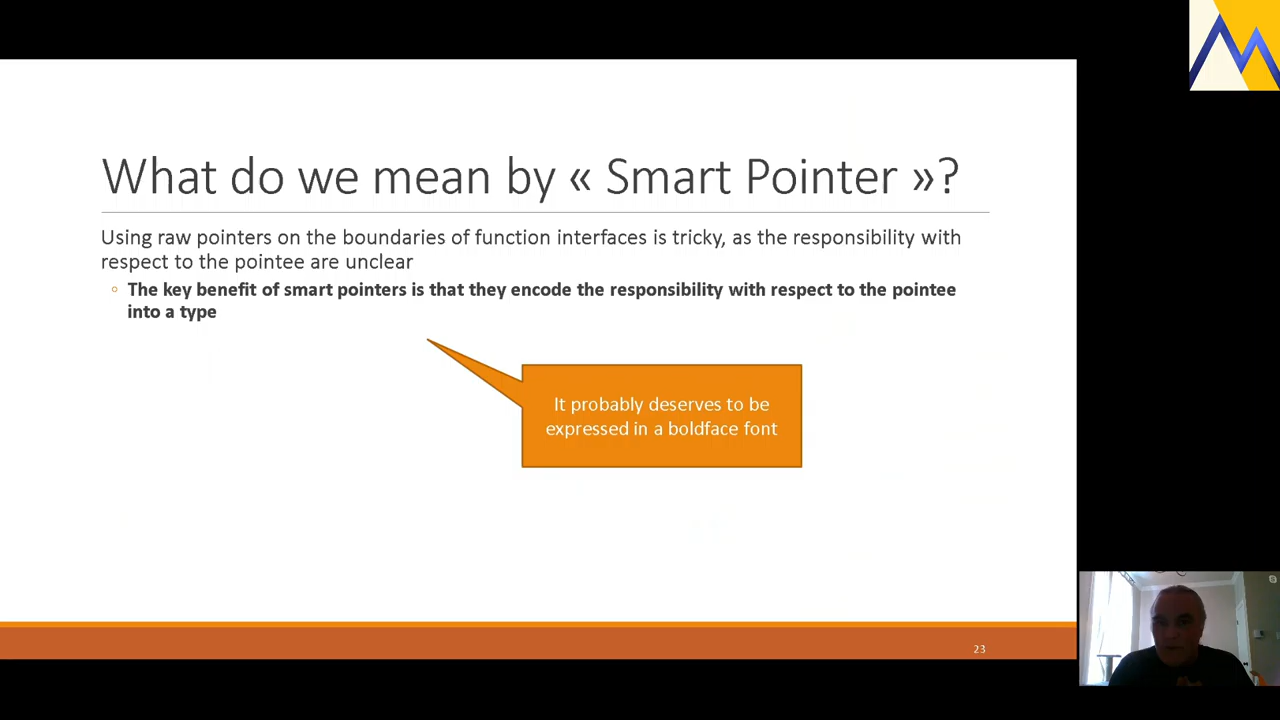 What do we mean by « Smart Pointer »?
Using raw pointers on the boundaries of function interfaces is tricky, as the responsibility with
respect to the pointee are unclear
The key benefit of smart pointers is that they encode the responsibility with respect to the pointee
into a type
It probably deserves to be
expressed in a boldface font
23